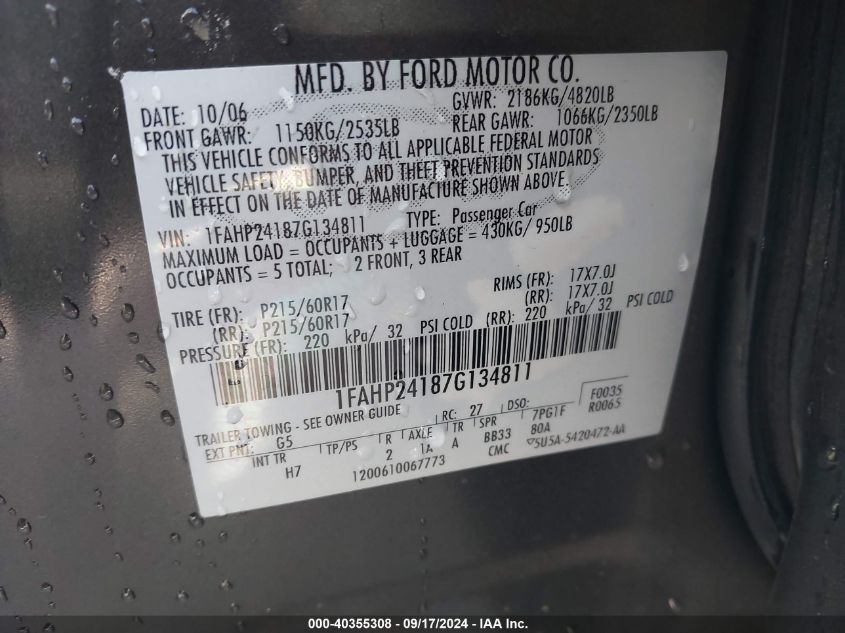 MFD. BY FORD MOTOR CO.
DATE: 10/06 GVWR: 2186KG/4820LB
FRONT GAWR: 1150KG/2535LB REAR GAWR: 1066KG/2350LB
THIS VEHICLE CONFORMS TO ALL APPLICABLE FEDERAL MOTOR
VEHICLE SAFETY, BUMPER, AND THEFT PREVENTION STANDARDS
IN EFFECT ON THE DATE OF MANUFACTURE SHOWN ABOVE
VIN: 1FAHP24187G134811 TYPE: Passenger Car
MAXIMUM LOAD = OCCUPANTS + LUGGAGE = 430KG/ 950LB
OCCUPANTS = 5 TOTAL; 2 FRONT, 3 REAR
TIRE (FR): P215/60R17 RIMS (FR): 17X7.0J
(RR): P215/60R17 (RR): 17X7.0J
PRESSURE (FR): 220 kPa/ 32 PSI COLD (RR): 220 kPa/ 32 PSI COLD
1FAHP24187G134811
TRAILER TOWING - SEE OWNER GUIDE RC: 27 DSO: F0035
EXT PNT: G5 7PG1F R0065
INT TR TP/PS R AXLE TR SPR 80A
H7 2 1A A BB33 ▽5U5A-5420472-AA
1200610067773 CMC
000-40355308 - 09/17/2024 - IAA Inc.